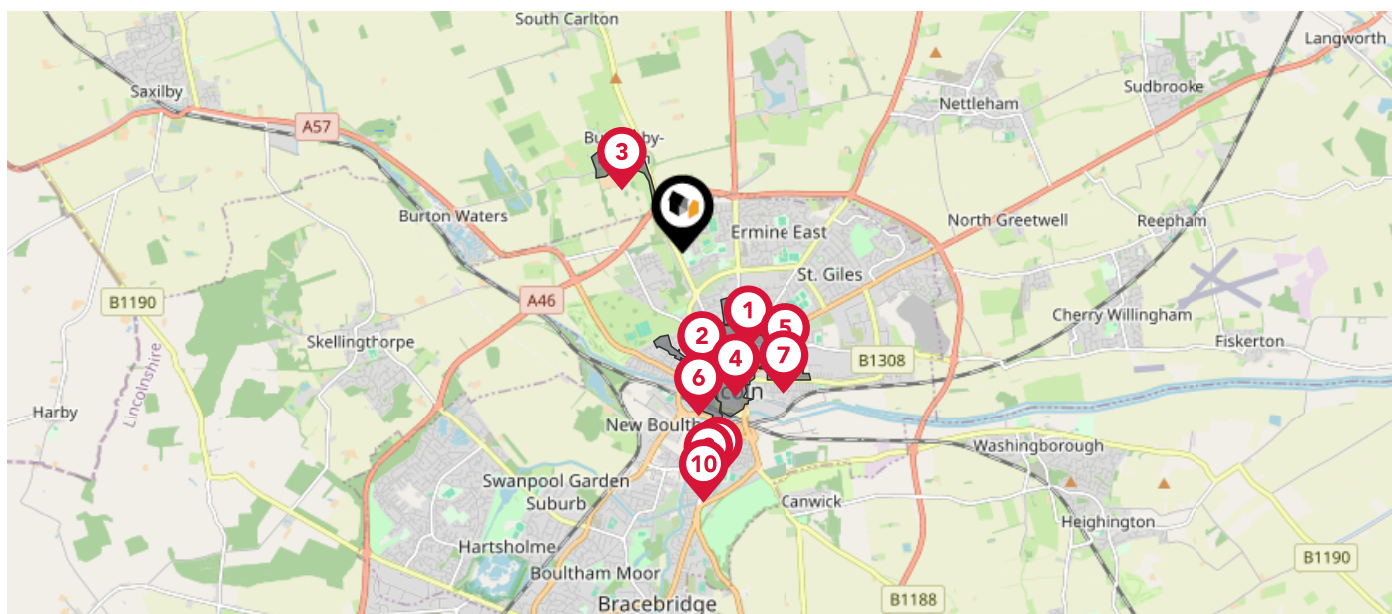 South Carlton
Langworth
Saxilby
Sudbrooke
Nettleham
A57
3
Burton Waters
North Greetwell
Reepham
Ermine East
St. Giles
B1190
A46
1
Cherry Willingham
5
2
Skellingthorpe
4
7
B1308
Fiskerton
6
Lincolnshire
Harby
New Boulth
Washingborough
10
Swanpool Garden
Suburb
Canwick
Heighington
Hartsholme
B1190
Boultham Moor
Bracebridge
B1188